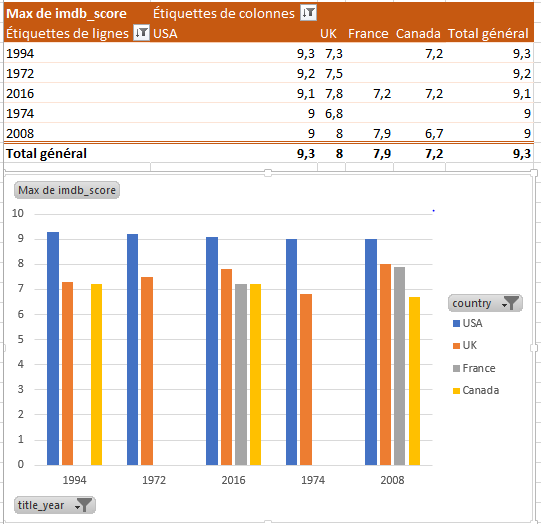 Max de imdb_score Étiquettes de colonnes
Étiquettes de lignes USA UK France Canada Total général
1994 9,3 7,3 7,2 9,3
1972 9,2 7,5 9,2
2016 9,1 7,8 7,2 7,2 9,1
1974 9 6,8 9
2008 9 8 7,9 6,7 9
Total général 9,3 8 7,9 7,2 9,3
Max de imdb_score
10
9
8
7
6
5
4
3
2
1
0
1994 1972 2016 1974 2008
country
USA
UK
France
Canada
title_year